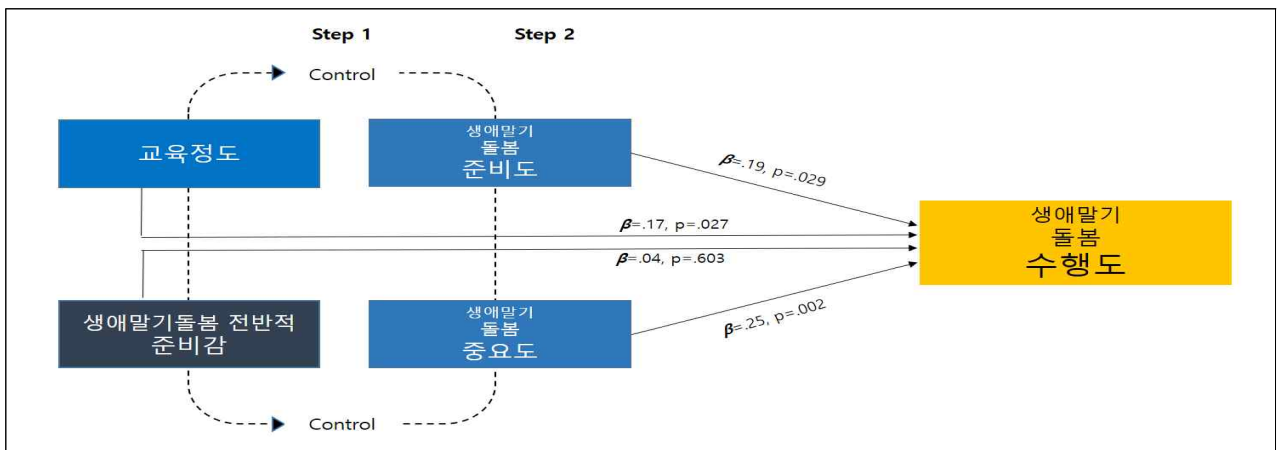 Step 1
Step 2
Control
교육정도
생애말기
돌봄
준비도
β=.19, p=.029
β=.17, p=.027
β=.04, p=.603
생애말기
돌봄
수행도
생애말기돌봄 전반적
준비감
생애말기
돌봄
중요도
β=.25, p=.002
Control